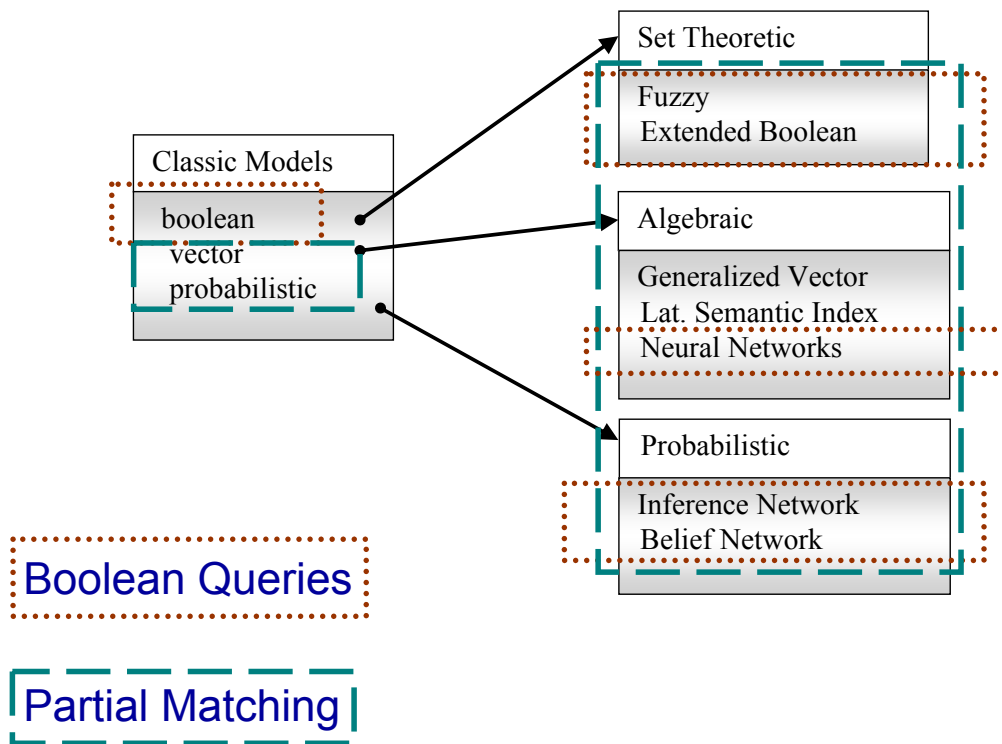 Classic Models
boolean
vector
probabilistic
Set Theoretic
Fuzzy
Extended Boolean
Algebraic
Generalized Vector
Lat. Semantic Index
Neural Networks
Probabilistic
Inference Network
Belief Network
Boolean Queries
Partial Matching